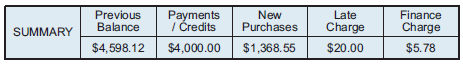 SUMMARY
Previous Balance
Payments / Credits
New Purchases
Late Charge
Finance Charge
$4,598.12 $4,000.00 $1,368.55 $20.00 $5.78